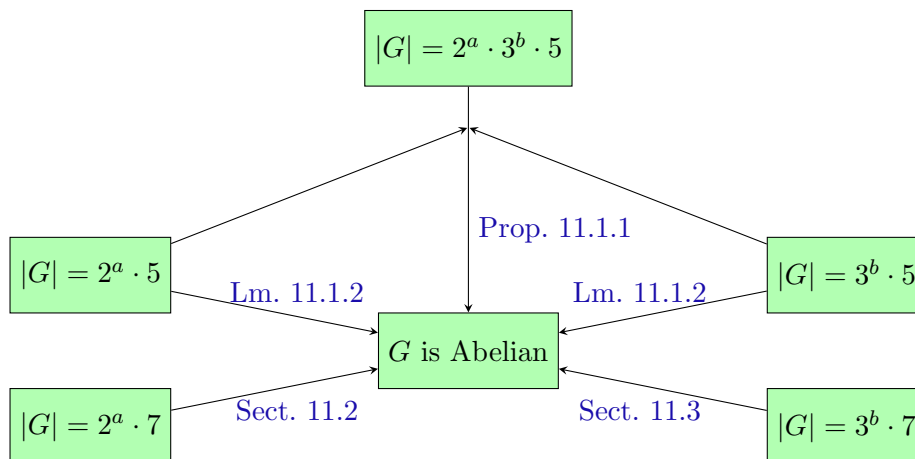 |G| = 2^a · 3^b · 5
Prop. 11.1.1
|G| = 2^a · 5
|G| = 3^b · 5
Lm. 11.1.2
Lm. 11.1.2
G is Abelian
|G| = 2^a · 7
Sect. 11.2
Sect. 11.3
|G| = 3^b · 7